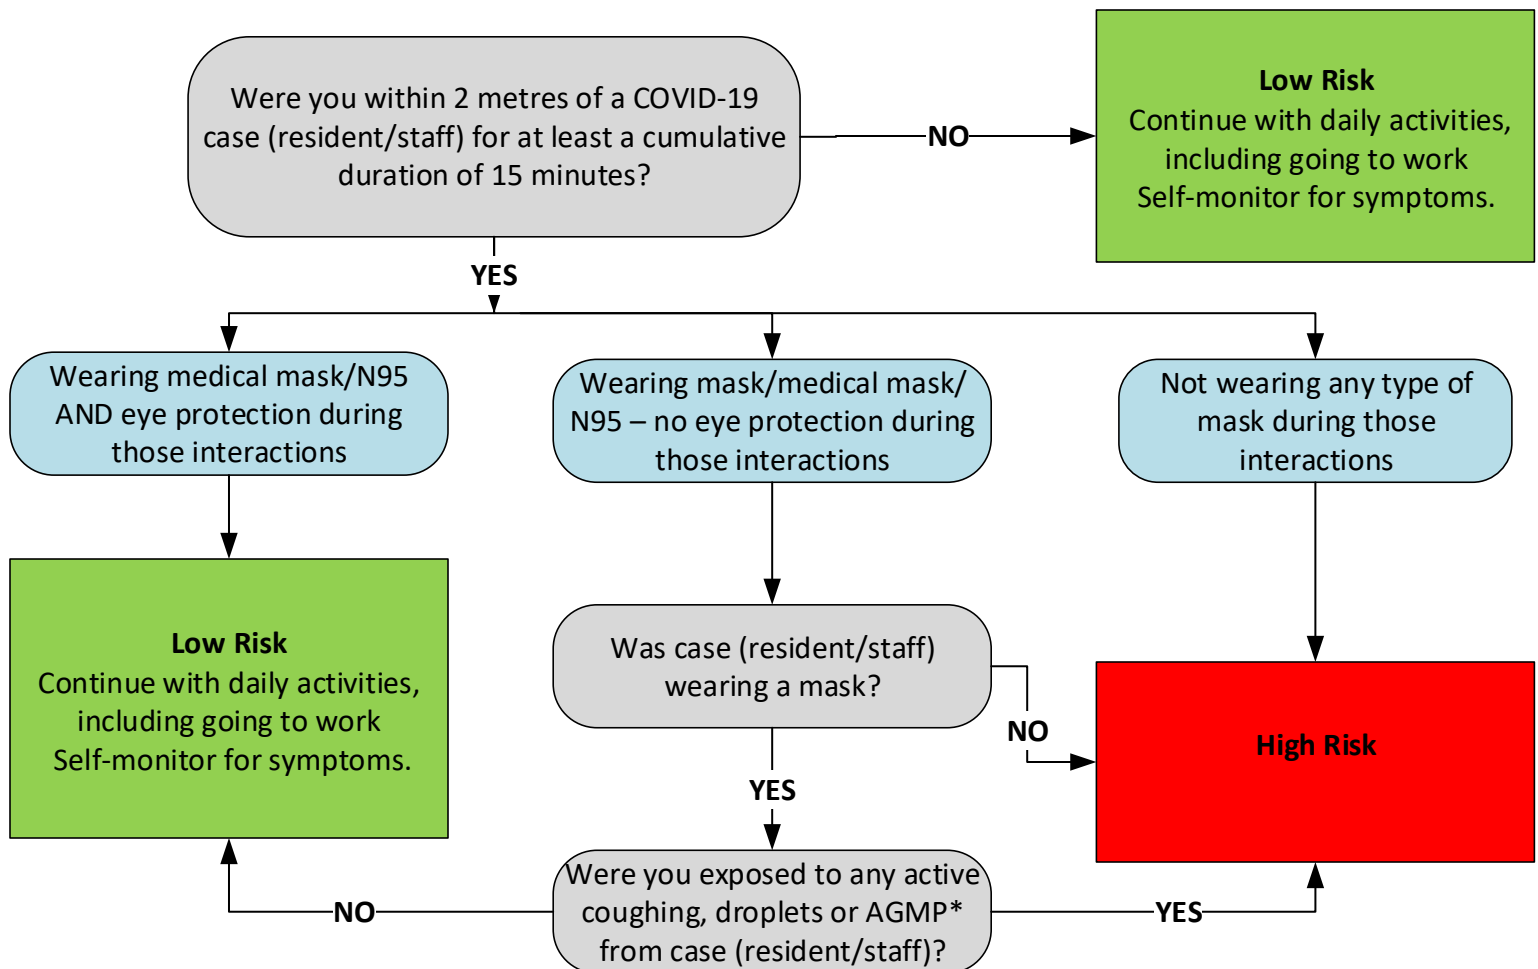 Were you within 2 metres of a COVID-19
case (resident/staff) for at least a cumulative
duration of 15 minutes?
NO
Low Risk
Continue with daily activities,
including going to work
Self-monitor for symptoms.
YES
Wearing medical mask/N95
AND eye protection during
those interactions
Wearing mask/medical mask/
N95 – no eye protection during
those interactions
Not wearing any type of
mask during those
interactions
Low Risk
Continue with daily activities,
including going to work
Self-monitor for symptoms.
Was case (resident/staff)
wearing a mask?
NO
High Risk
YES
Were you exposed to any active
coughing, droplets or AGMP*
from case (resident/staff)?
NO
YES